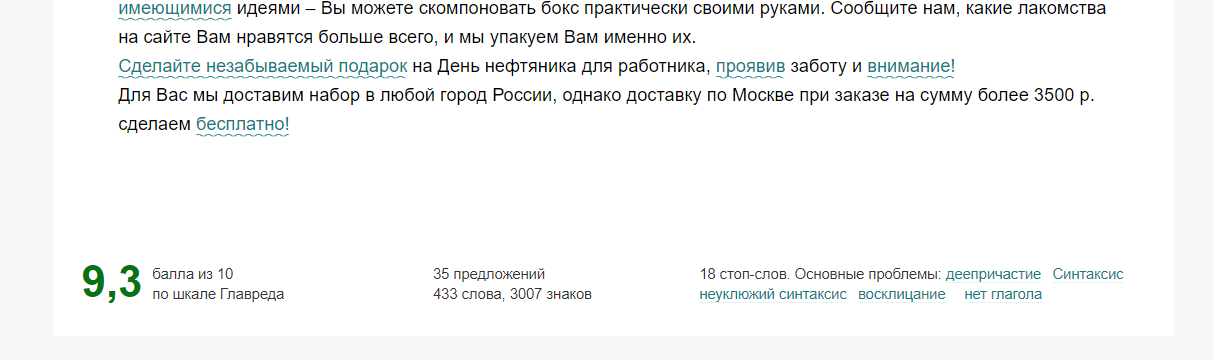 имеющимися идеями – Вы можете скомпоновать бокс практически своими руками. Сообщите нам, какие лакомства
на сайте Вам нравятся больше всего, и мы упакуем Вам именно их.
Сделайте незабываемый подарок на День нефтяника для работника, проявив заботу и внимание!
Для Вас мы доставим набор в любой город России, однако доставку по Москве при заказе на сумму более 3500 р.
сделаем бесплатно!
9,3 балла из 10
по шкале Главреда
35 предложений
433 слова, 3007 знаков
18 стоп-слов. Основные проблемы: деепричастие Синтаксис
неуклюжий синтаксис восклицание нет глагола